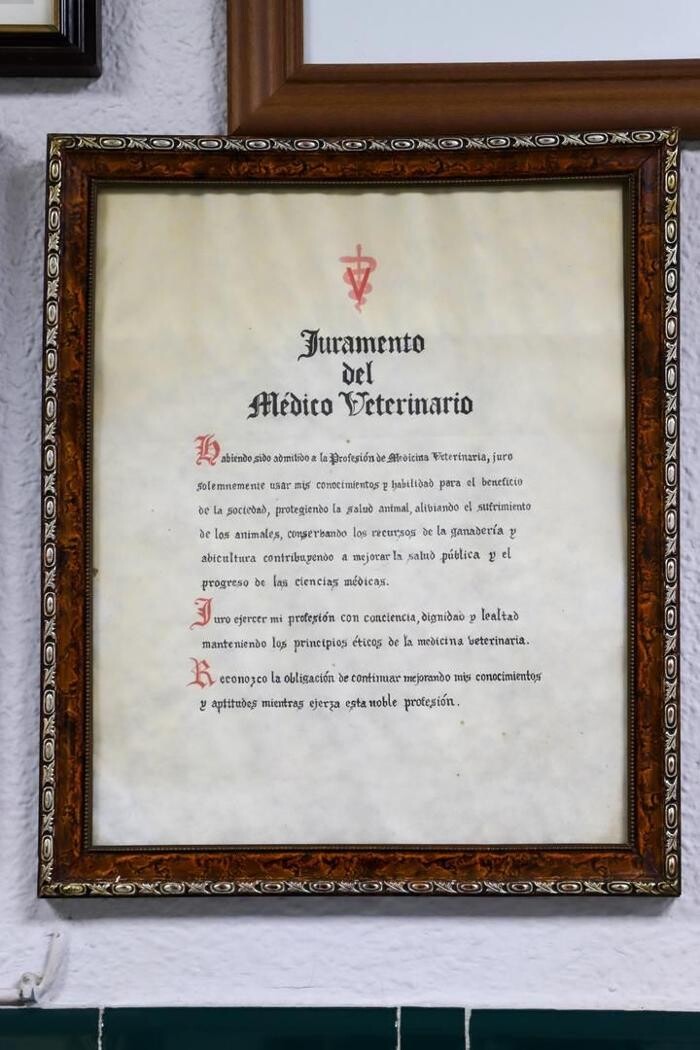 V
Juramento
del
Médico Veterinario
Habiendo sido admitido a la Profesión de Medicina Veterinaria, juro
solemnemente usar mis conocimientos y habilidad para el beneficio
de la sociedad, protegiendo la salud animal, aliviando el sufrimiento
de los animales, conservando los recursos de la ganadería y
abicultura contribuyendo a mejorar la salud pública y el
progreso de las ciencias médicas.
Juro ejercer mi profesión con conciencia, dignidad y lealtad
manteniendo los principios éticos de la medicina veterinaria.
Reconozco la obligación de continuar mejorando mis conocimientos
y aptitudes mientras ejerza esta noble profesión.